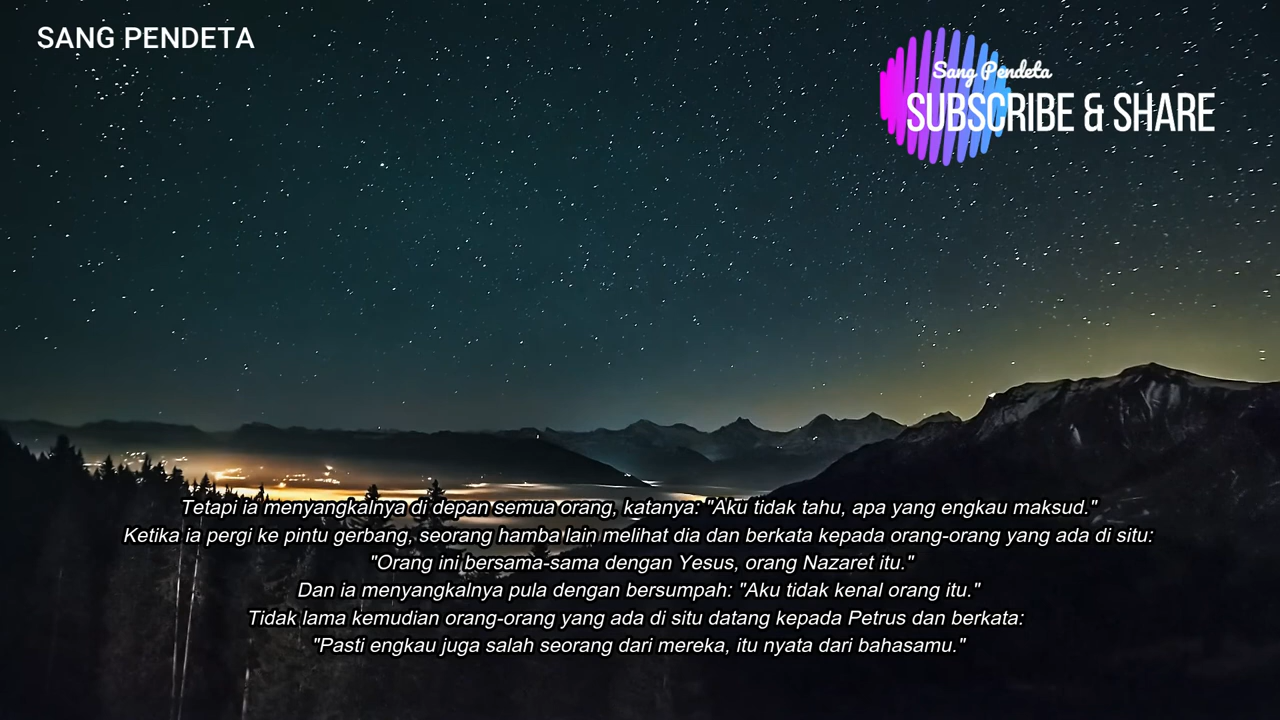 SANG PENDETA
Sang Pendeta
SUBSCRIBE & SHARE
Tetapi ia menyangkalnya di depan semua orang, katanya: "Aku tidak tahu, apa yang engkau maksud."
Ketika ia pergi ke pintu gerbang, seorang hamba lain melihat dia dan berkata kepada orang-orang yang ada di situ:
"Orang ini bersama-sama dengan Yesus, orang Nazaret itu."
Dan ia menyangkalnya pula dengan bersumpah: "Aku tidak kenal orang itu."
Tidak lama kemudian orang-orang yang ada di situ datang kepada Petrus dan berkata:
"Pasti engkau juga salah seorang dari mereka, itu nyata dari bahasamu."